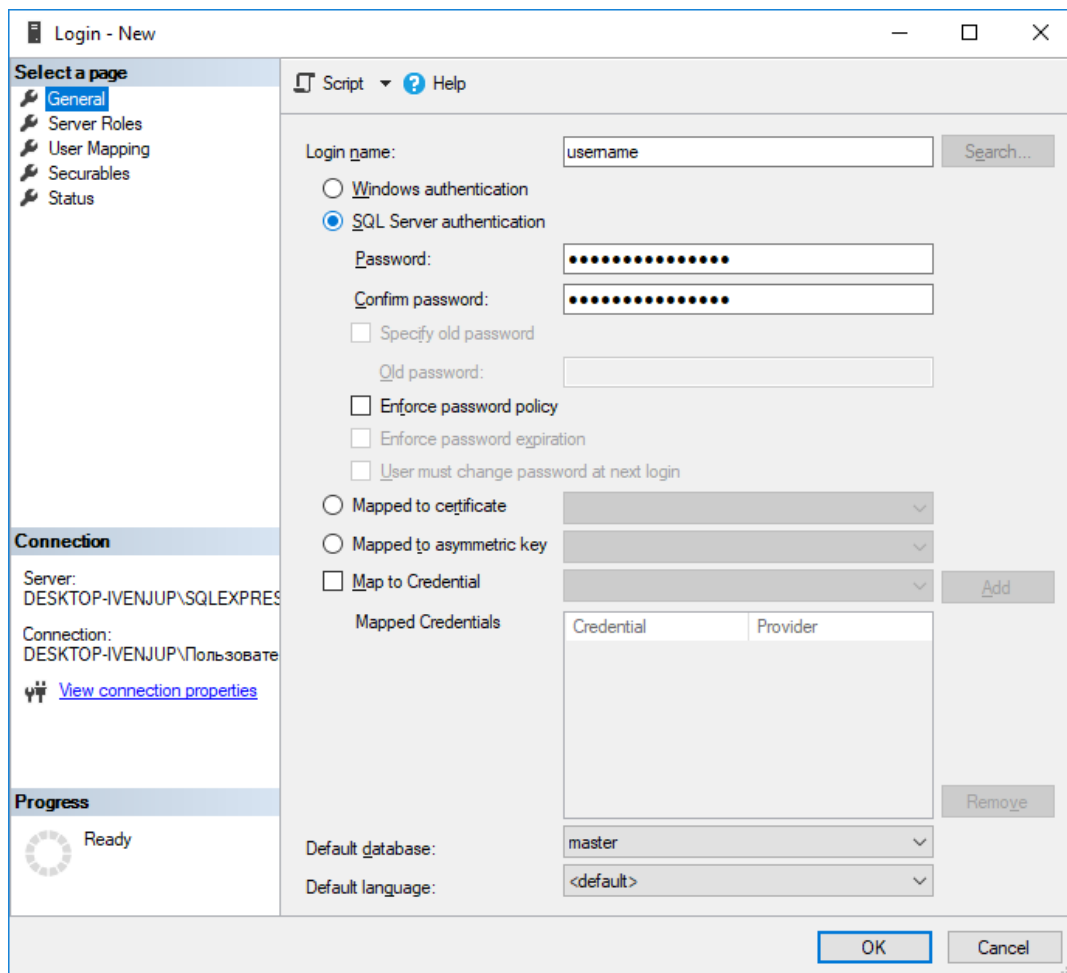 Login - New
Select a page
General
Server Roles
User Mapping
Securables
Status
Script
Help
Login name:
username
Search...
Windows authentication
SQL Server authentication
Password:
●●●●●●●●●●●●●●●
Confirm password:
●●●●●●●●●●●●●●●
Specify old password
Old password:
Enforce password policy
Enforce password expiration
User must change password at next login
Mapped to certificate
Mapped to asymmetric key
Map to Credential
Add
Mapped Credentials
Credential
Provider
Remove
Default database:
master
Default language:
<default>
Connection
Server:
DESKTOP-IVENJUP\SQLEXPRES
Connection:
DESKTOP-IVENJUP\Пользовате
View connection properties
Progress
Ready
OK
Cancel